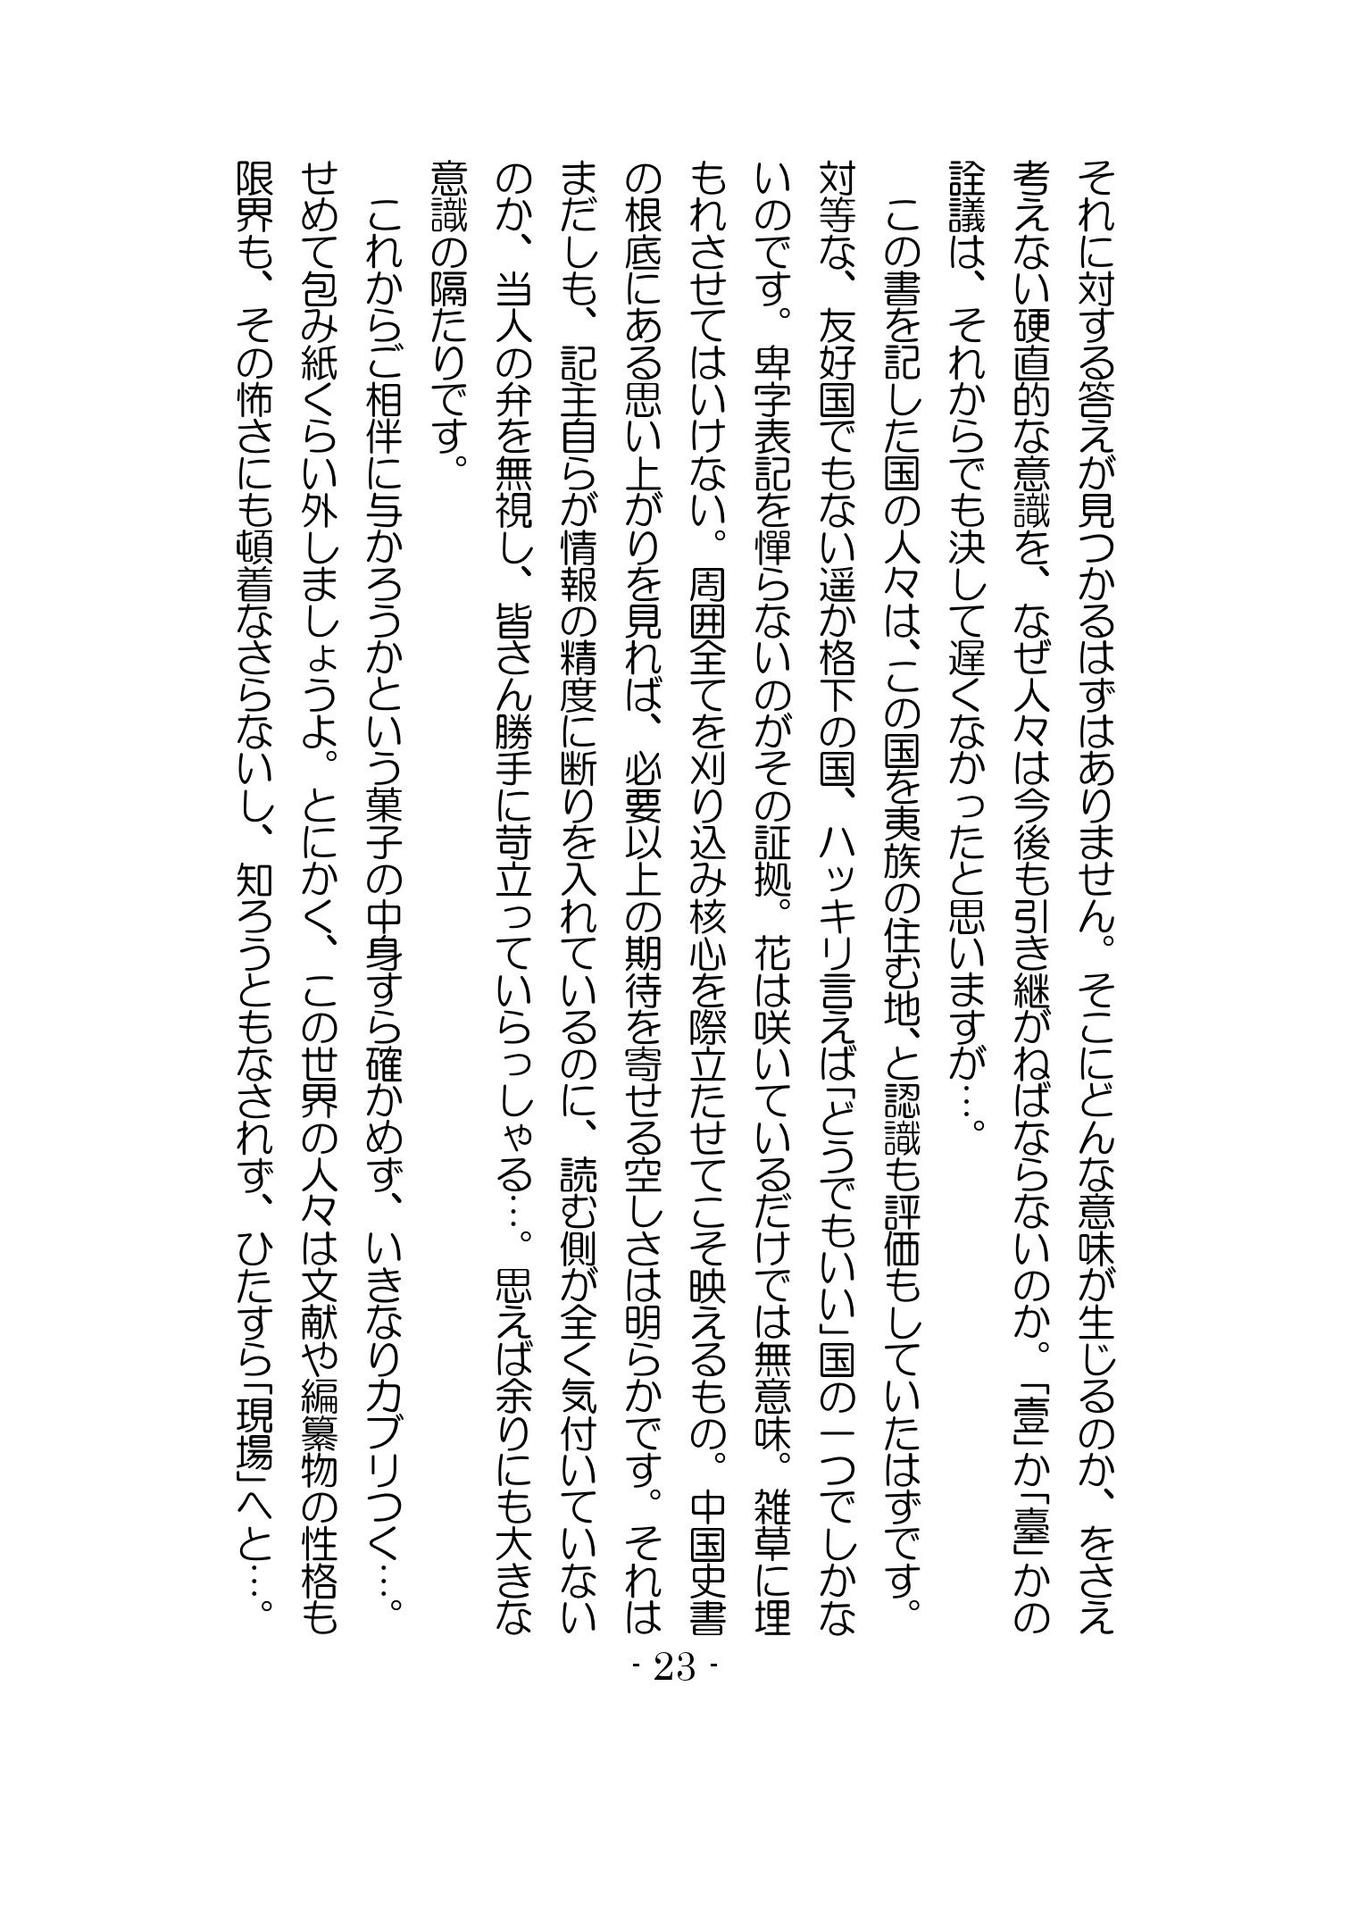 それに対する答えが見つかるはずはありません。そこにどんな意味が生じるのか、をさえ
考えない硬直的な意識を、なぜ人々は今後も引き継がねばならないのか。「壹」か「臺」かの
詮議は、それからでも決して遅くなかったと思いますが…。
　この書を記した国の人々は、この国を夷族の住む地、と認識も評価もしていたはずです。
対等な、友好国でもない遥か格下の国、ハッキリ言えば「どうでもいい」国の一つでしかな
いのです。卑字表記を憚らないのがその証拠。花は咲いているだけでは無意味。雑草に埋
もれさせてはいけない。周囲全てを刈り込み核心を際立たせてこそ映えるもの。中国史書
の根底にある思い上がりを見れば、必要以上の期待を寄せる空しさは明らかです。それは
まだしも、記主自らが情報の精度に断りを入れているのに、読む側が全く気付いていない
のか、当人の弁を無視し、皆さん勝手に苛立っていらっしゃる…。思えば余りにも大きな
意識の隔たりです。
　これからご相伴に与かろうかという菓子の中身すら確かめず、いきなりカブリつく…。
せめて包み紙くらい外しましょうよ。とにかく、この世界の人々は文献や編纂物の性格も
限界も、その怖さにも頓着なさらないし、知ろうともなされず、ひたすら「現場」へと…。
- 23 -